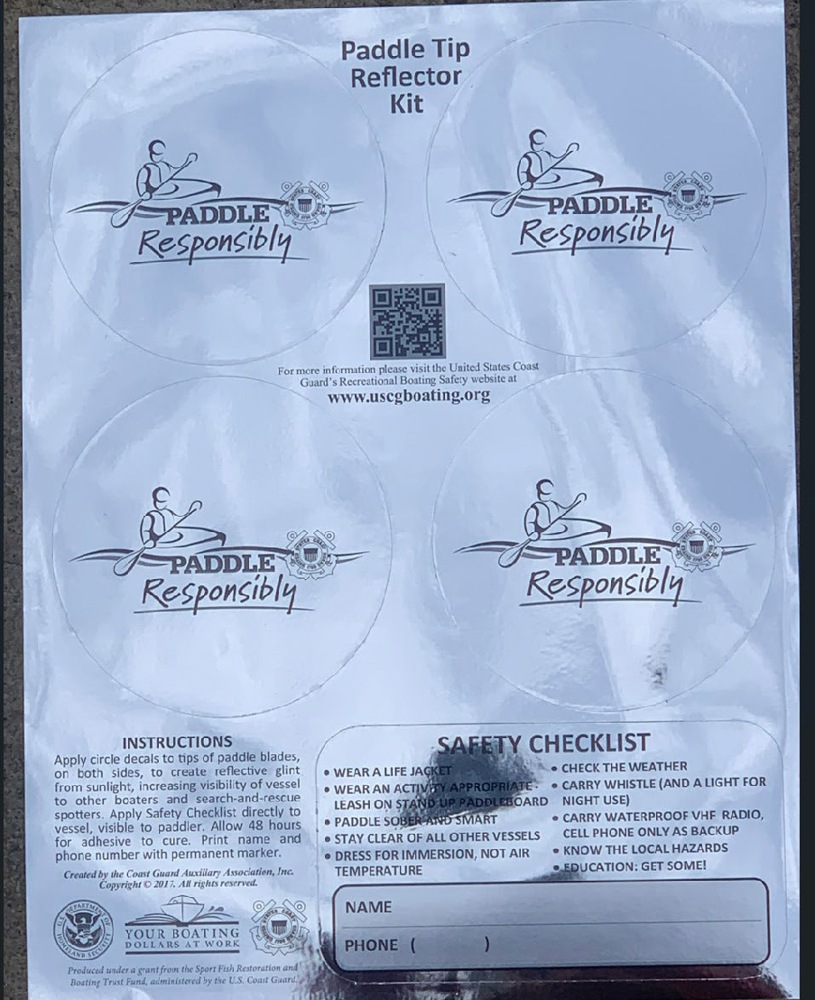 Paddle Tip
Reflector
Kit
PADDLE
Responsibly
PADDLE
Responsibly
For more information please visit the United States Coast
Guard's Recreational Boating Safety website at
www.uscgboating.org
PADDLE
Responsibly
PADDLE
Responsibly
INSTRUCTIONS
Apply circle decals to tips of paddle blades,
on both sides, to create reflective glint
from sunlight, increasing visibility of vessel
to other boaters and search-and-rescue
spotters. Apply Safety Checklist directly to
vessel, visible to paddler. Allow 48 hours
for adhesive to cure. Print name and
phone number with permanent marker.
Created by the Coast Guard Auxiliary Association, Inc.
Copyright © 2017. All rights reserved.
U.S. DEPARTMENT OF
HOMELAND SECURITY
YOUR BOATING
DOLLARS AT WORK
Produced under a grant from the Sport Fish Restoration and
Boating Trust Fund, administered by the U.S. Coast Guard.
SAFETY CHECKLIST
• WEAR A LIFE JACKET
• WEAR AN ACTIVITY APPROPRIATE
LEASH ON STAND UP PADDLEBOARD
• PADDLE SOBER AND SMART
• STAY CLEAR OF ALL OTHER VESSELS
• DRESS FOR IMMERSION, NOT AIR
TEMPERATURE
• CHECK THE WEATHER
• CARRY WHISTLE (AND A LIGHT FOR
NIGHT USE)
• CARRY WATERPROOF VHF RADIO,
CELL PHONE ONLY AS BACKUP
• KNOW THE LOCAL HAZARDS
• EDUCATION: GET SOME!
NAME
PHONE ( )